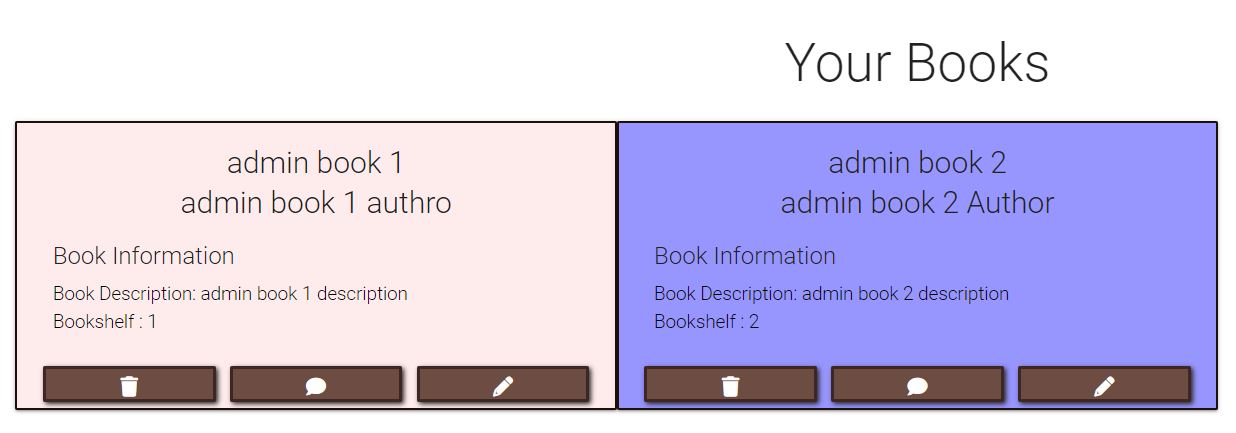 Your Books
admin book 1
admin book 1 authro
Book Information
Book Description: admin book 1 description
Bookshelf : 1
admin book 2
admin book 2 Author
Book Information
Book Description: admin book 2 description
Bookshelf : 2